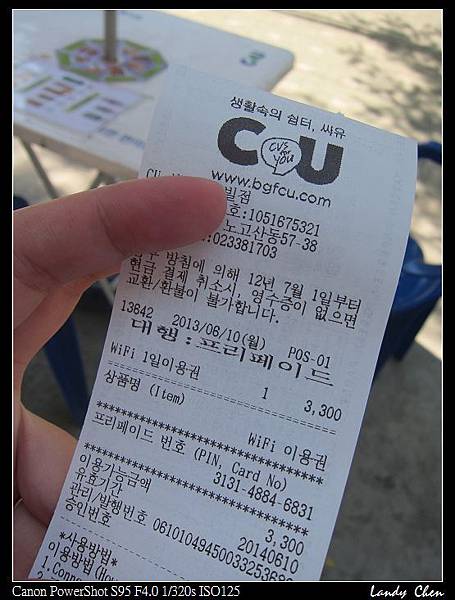 생활속의 쉼터, 씨유
CU
CVS for YOU
www.bgfcu.com
빌점
호:1051675321
노고산동57-38
:023381703
방침에 의해 12년 7월 1일부터
현금 결제 취소시, 영수증이 없으면
교환/환불이 불가합니다.
13842 2013/06/10(월) POS-01
대행:프리페이드
WiFi 1일이용권 1 3,300
상품명 (Item) WiFi 이용권
********************************
프리페이드 번호 (PIN, Card No)
3131-4884-6831
********************************
이용가능금액 3,300
유효기간 20140610
관리/발행번호
승인번호
*사용방법*
이용방법
3
Canon PowerShot S95 F4.0 1/320s ISO125
Landy Chen